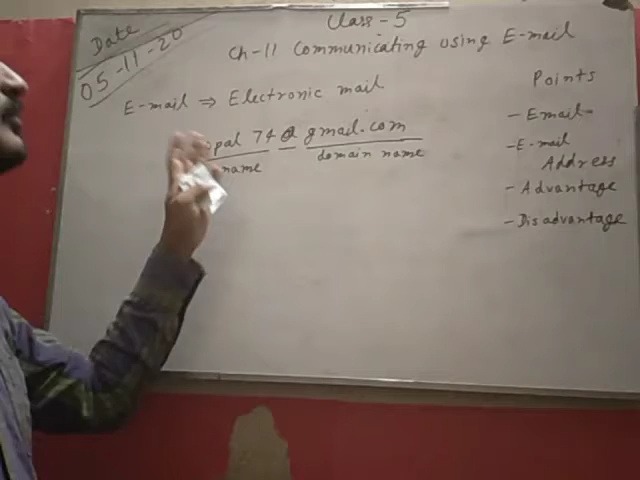 Class-5
Date
05-11-20
Ch-11 Communicating using E-mail
E-mail ⇒ Electronic mail
pal 74@gmail.com
name domain name
Points
- Email-
- E-mail
Address
- Advantage
- Disadvantage